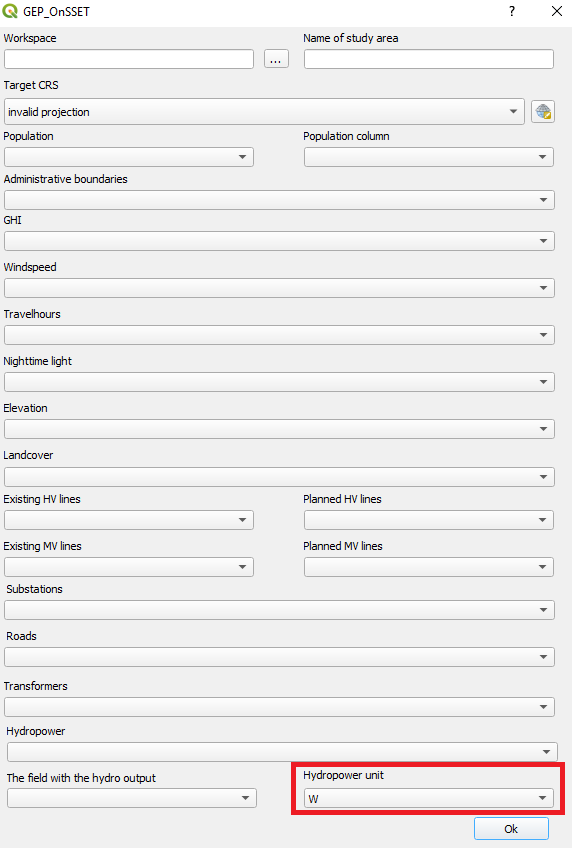 GEP_OnSSET ? ×
Workspace Name of study area
...
Target CRS
invalid projection
Population Population column
Administrative boundaries
GHI
Windspeed
Travelhours
Nighttime light
Elevation
Landcover
Existing HV lines Planned HV lines
Existing MV lines Planned MV lines
Substations
Roads
Transformers
Hydropower
The field with the hydro output Hydropower unit
W
Ok